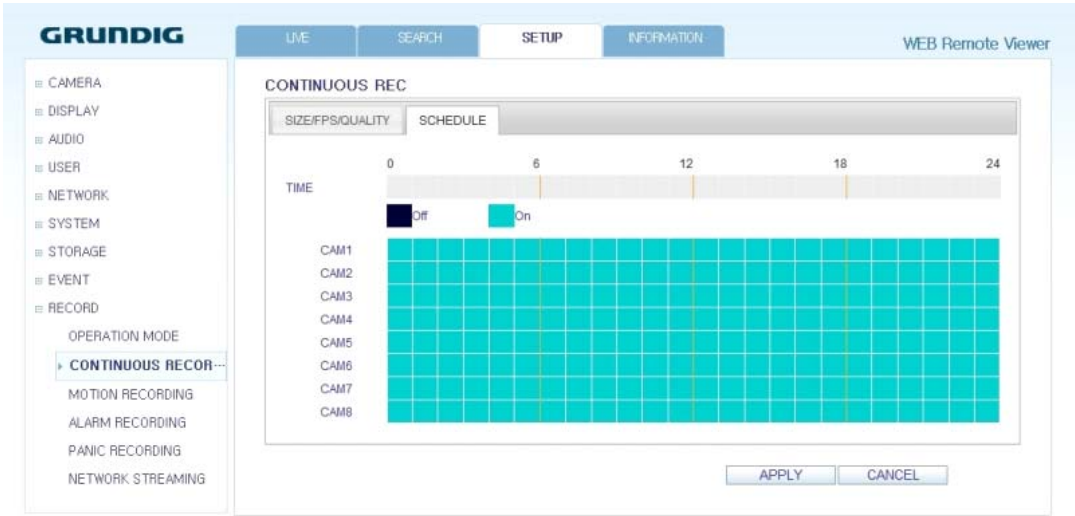 GRUNDIG
LIVE SEARCH SETUP INFORMATION
WEB Remote Viewer
CAMERA
DISPLAY
AUDIO
USER
NETWORK
SYSTEM
STORAGE
EVENT
RECORD
OPERATION MODE
CONTINUOUS RECOR...
MOTION RECORDING
ALARM RECORDING
PANIC RECORDING
NETWORK STREAMING
CONTINUOUS REC
SIZE/FPS/QUALITY SCHEDULE
0 6 12 18 24
TIME
Off On
CAM1
CAM2
CAM3
CAM4
CAM5
CAM6
CAM7
CAM8
APPLY CANCEL